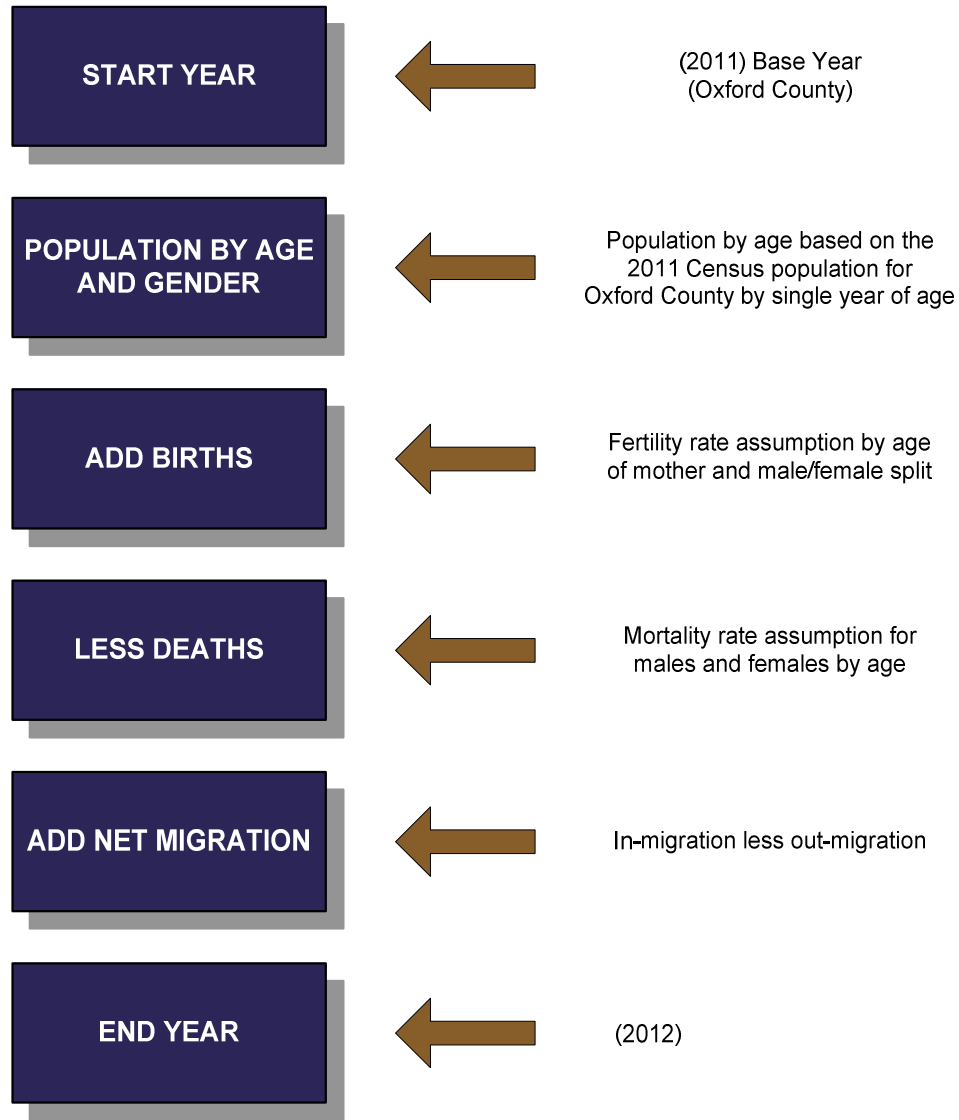 START YEAR
(2011) Base Year
(Oxford County)
POPULATION BY AGE
AND GENDER
Population by age based on the
2011 Census population for
Oxford County by single year of age
ADD BIRTHS
Fertility rate assumption by age
of mother and male/female split
LESS DEATHS
Mortality rate assumption for
males and females by age
ADD NET MIGRATION
In-migration less out-migration
END YEAR
(2012)